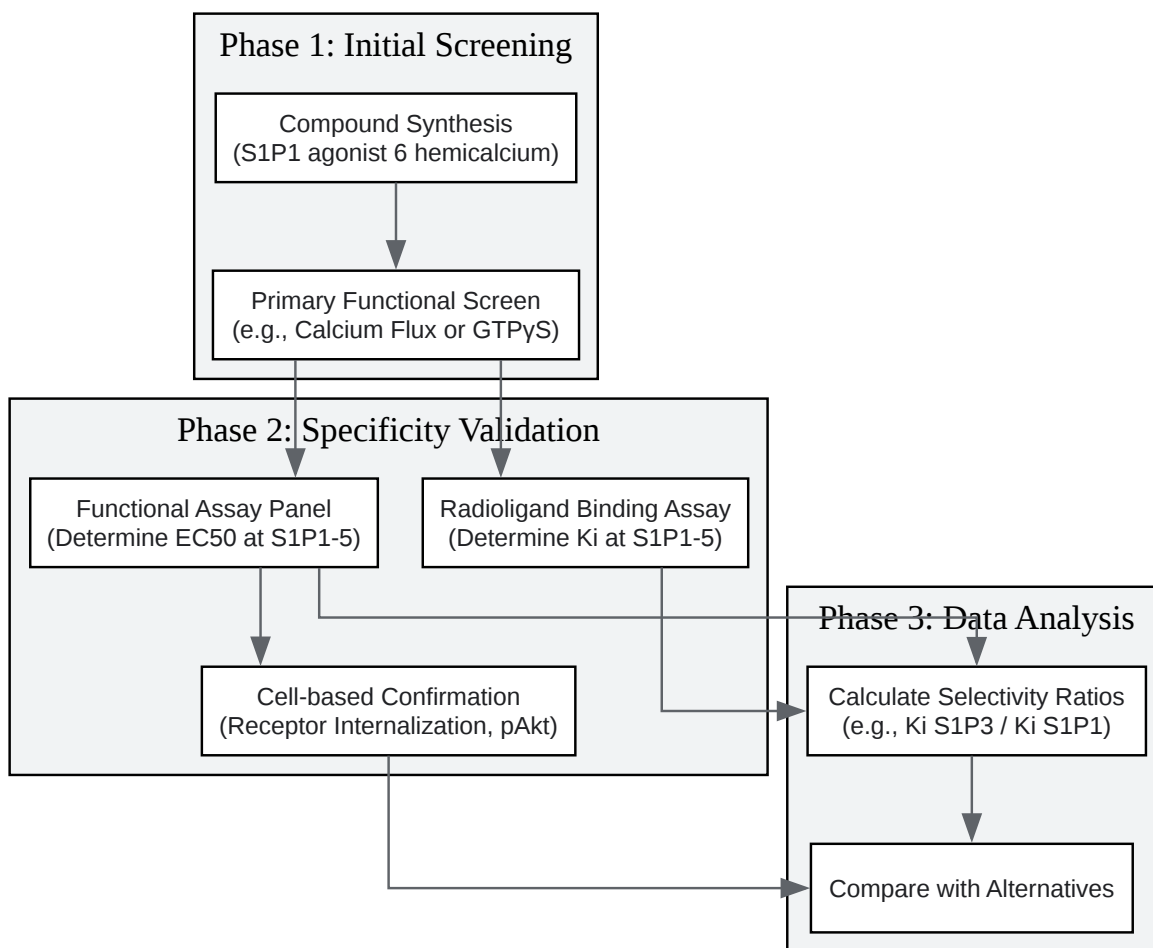 Phase 1: Initial Screening
Compound Synthesis
(S1P1 agonist 6 hemicalcium)
Primary Functional Screen
(e.g., Calcium Flux or GTPγS)
Phase 2: Specificity Validation
Functional Assay Panel
(Determine EC50 at S1P1-5)
Radioligand Binding Assay
(Determine Ki at S1P1-5)
Cell-based Confirmation
(Receptor Internalization, pAkt)
Phase 3: Data Analysis
Calculate Selectivity Ratios
(e.g., Ki S1P3 / Ki S1P1)
Compare with Alternatives